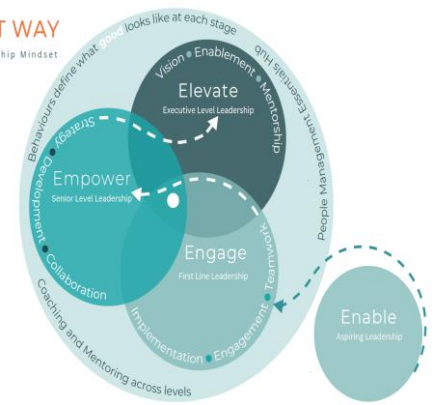 T WAY
hip Mindset
Behaviours define what good looks like at each stage
People Management Essentials Hub
Coaching and Mentoring across levels
Vision • Enablement • Mentorship
Elevate
Executive Level Leadership
Strategy • Development • Collaboration
Empower
Senior Level Leadership
Engage
First Line Leadership
Implementation • Engagement • Teamwork
Enable
Aspiring Leadership